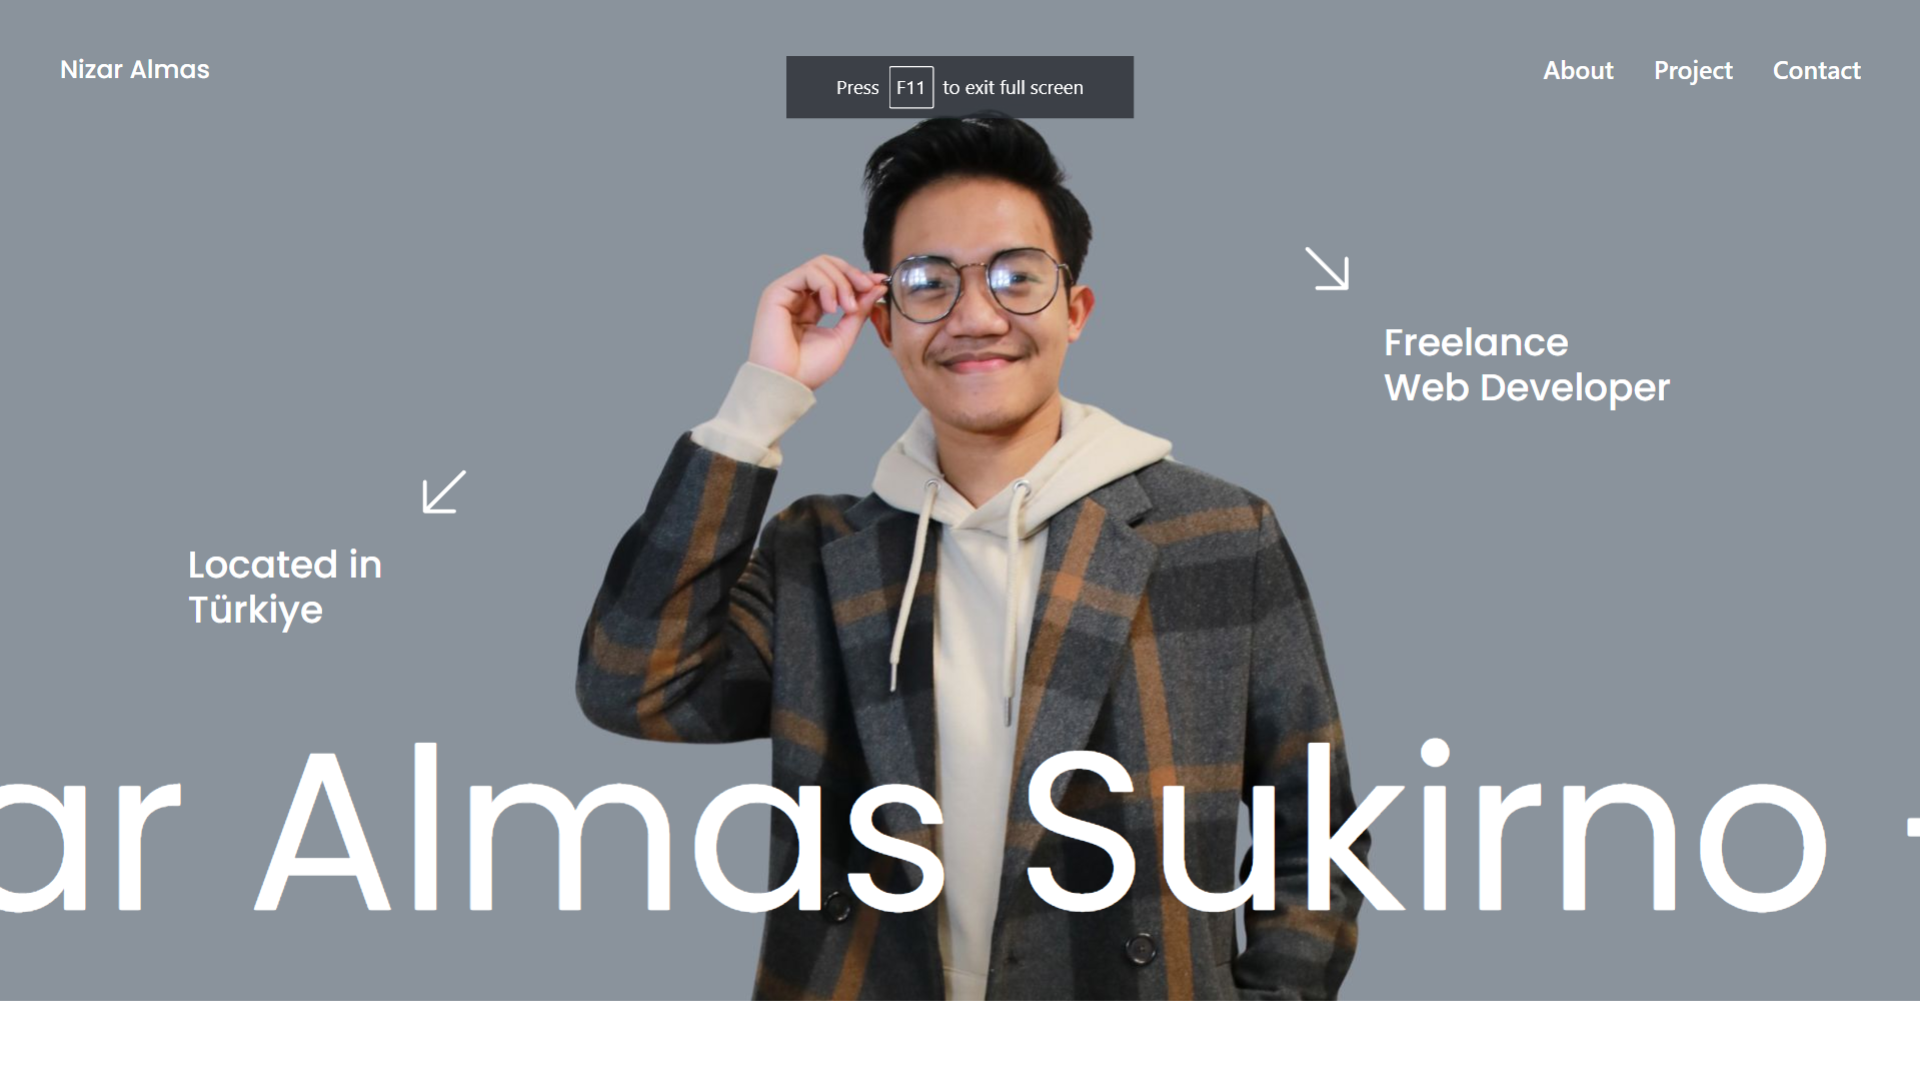 Nizar Almas
Press F11 to exit full screen
About Project Contact
Freelance
Web Developer
Located in
Türkiye
ar Almas Sukirno -